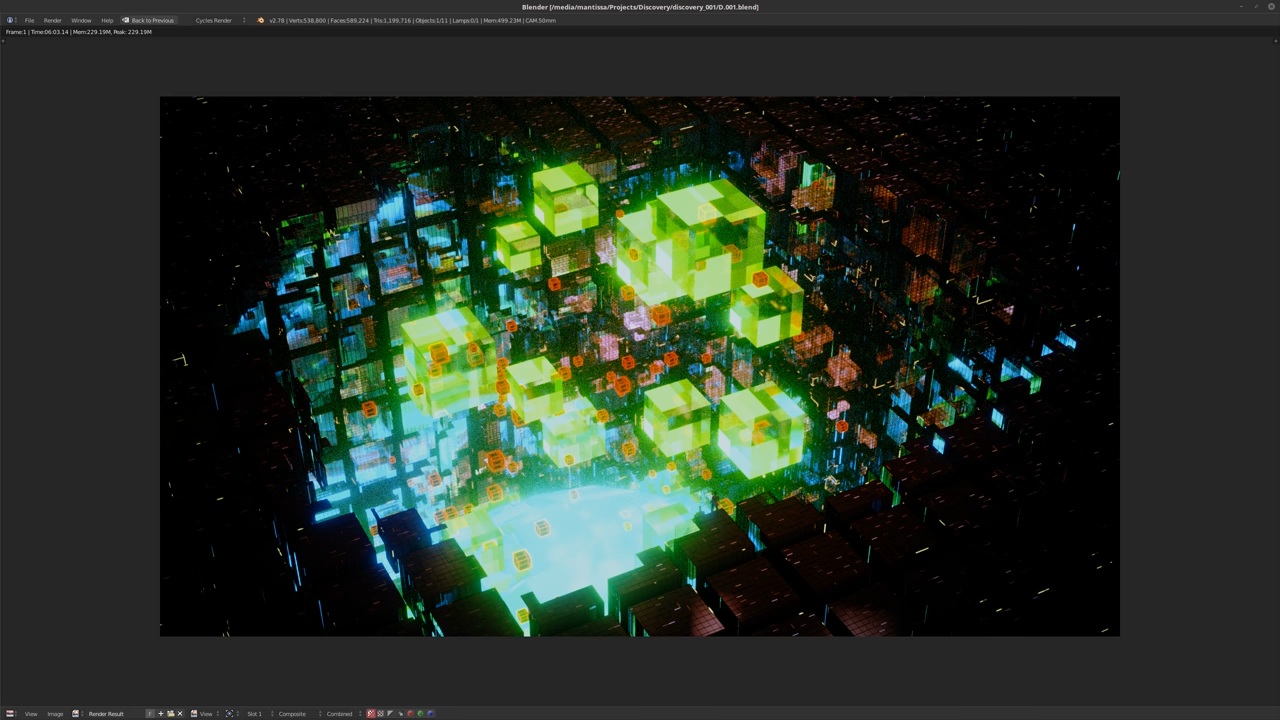 Blender [/media/mantissa/Projects/Discovery/discovery_001/D.001.blend]
File Render Window Help Back to Previous Cycles Render v2.78 | Verts:538,800 | Faces:589,224 | Tris:1,199,716 | Objects:1/11 | Lamps:0/1 | Mem:499.23M | CAM.50mm
Frame:1 | Time:06:03.14 | Mem:229.19M, Peak: 229.19M
View Image Render Result F View Slot 1 Composite Combined